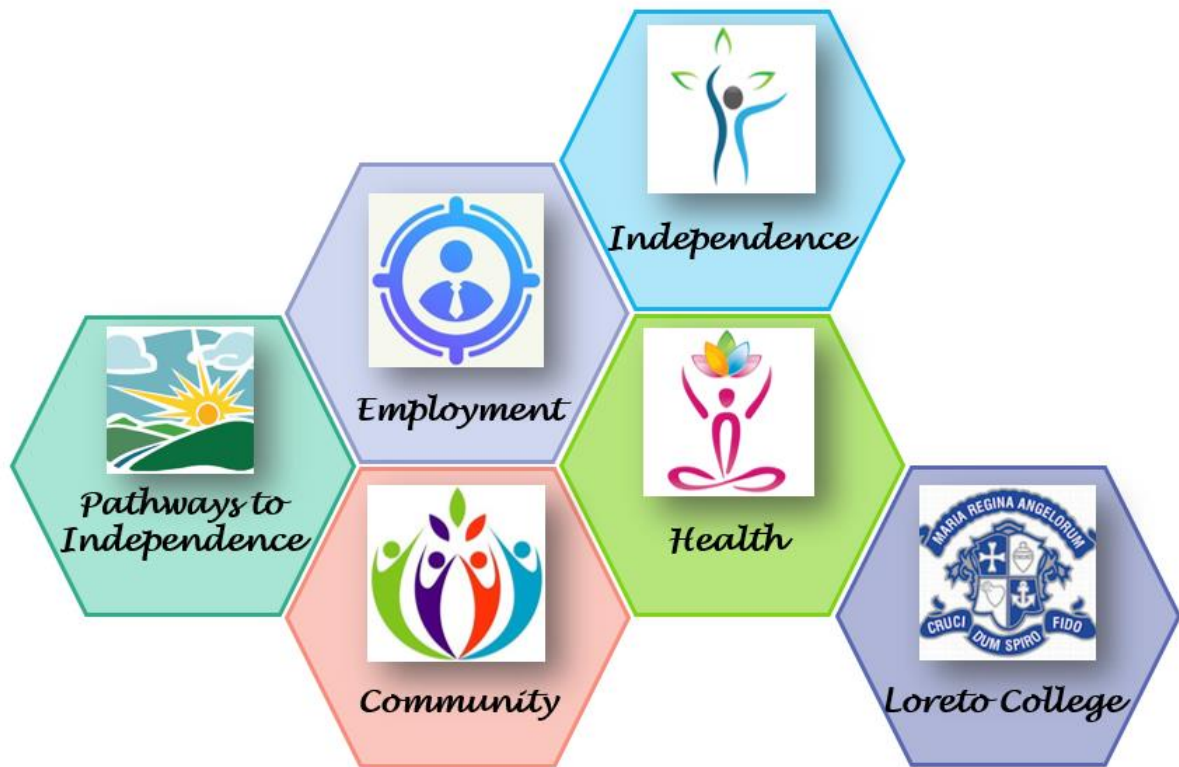 Independence
Employment
Pathways to
Independence
Health
Community
MARIA REGINA ANGELORUM
CRUCI DUM SPIRO FIDO
Loreto College